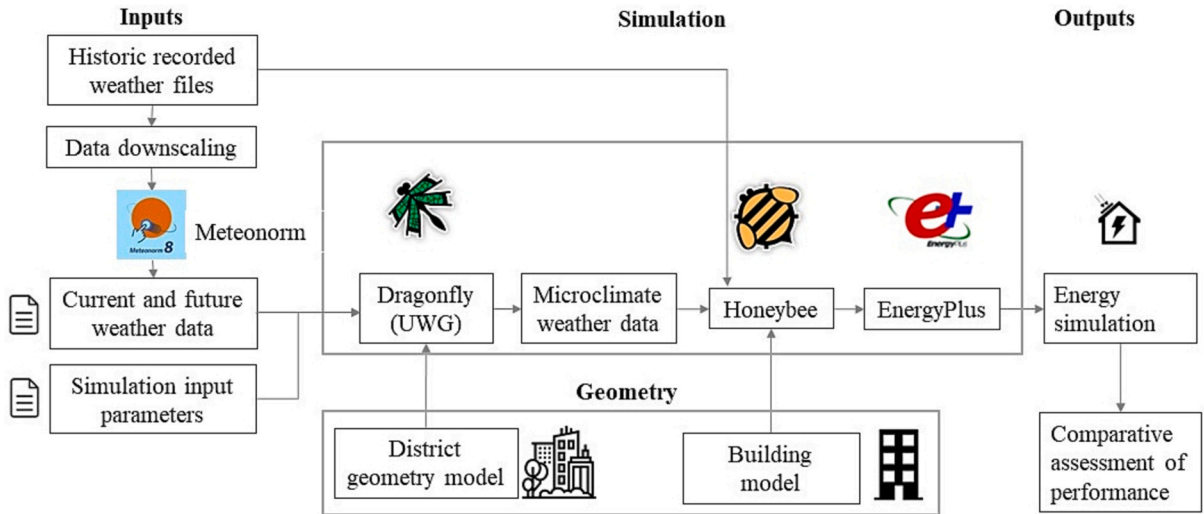 Inputs
Simulation
Outputs
Historic recorded
weather files
Data downscaling
Meteonorm 8
Meteonorm
Current and future
weather data
Simulation input
parameters
Dragonfly
(UWG)
Microclimate
weather data
Honeybee
e+
EnergyPlus
EnergyPlus
Energy
simulation
Geometry
District
geometry model
Building
model
Comparative
assessment of
performance